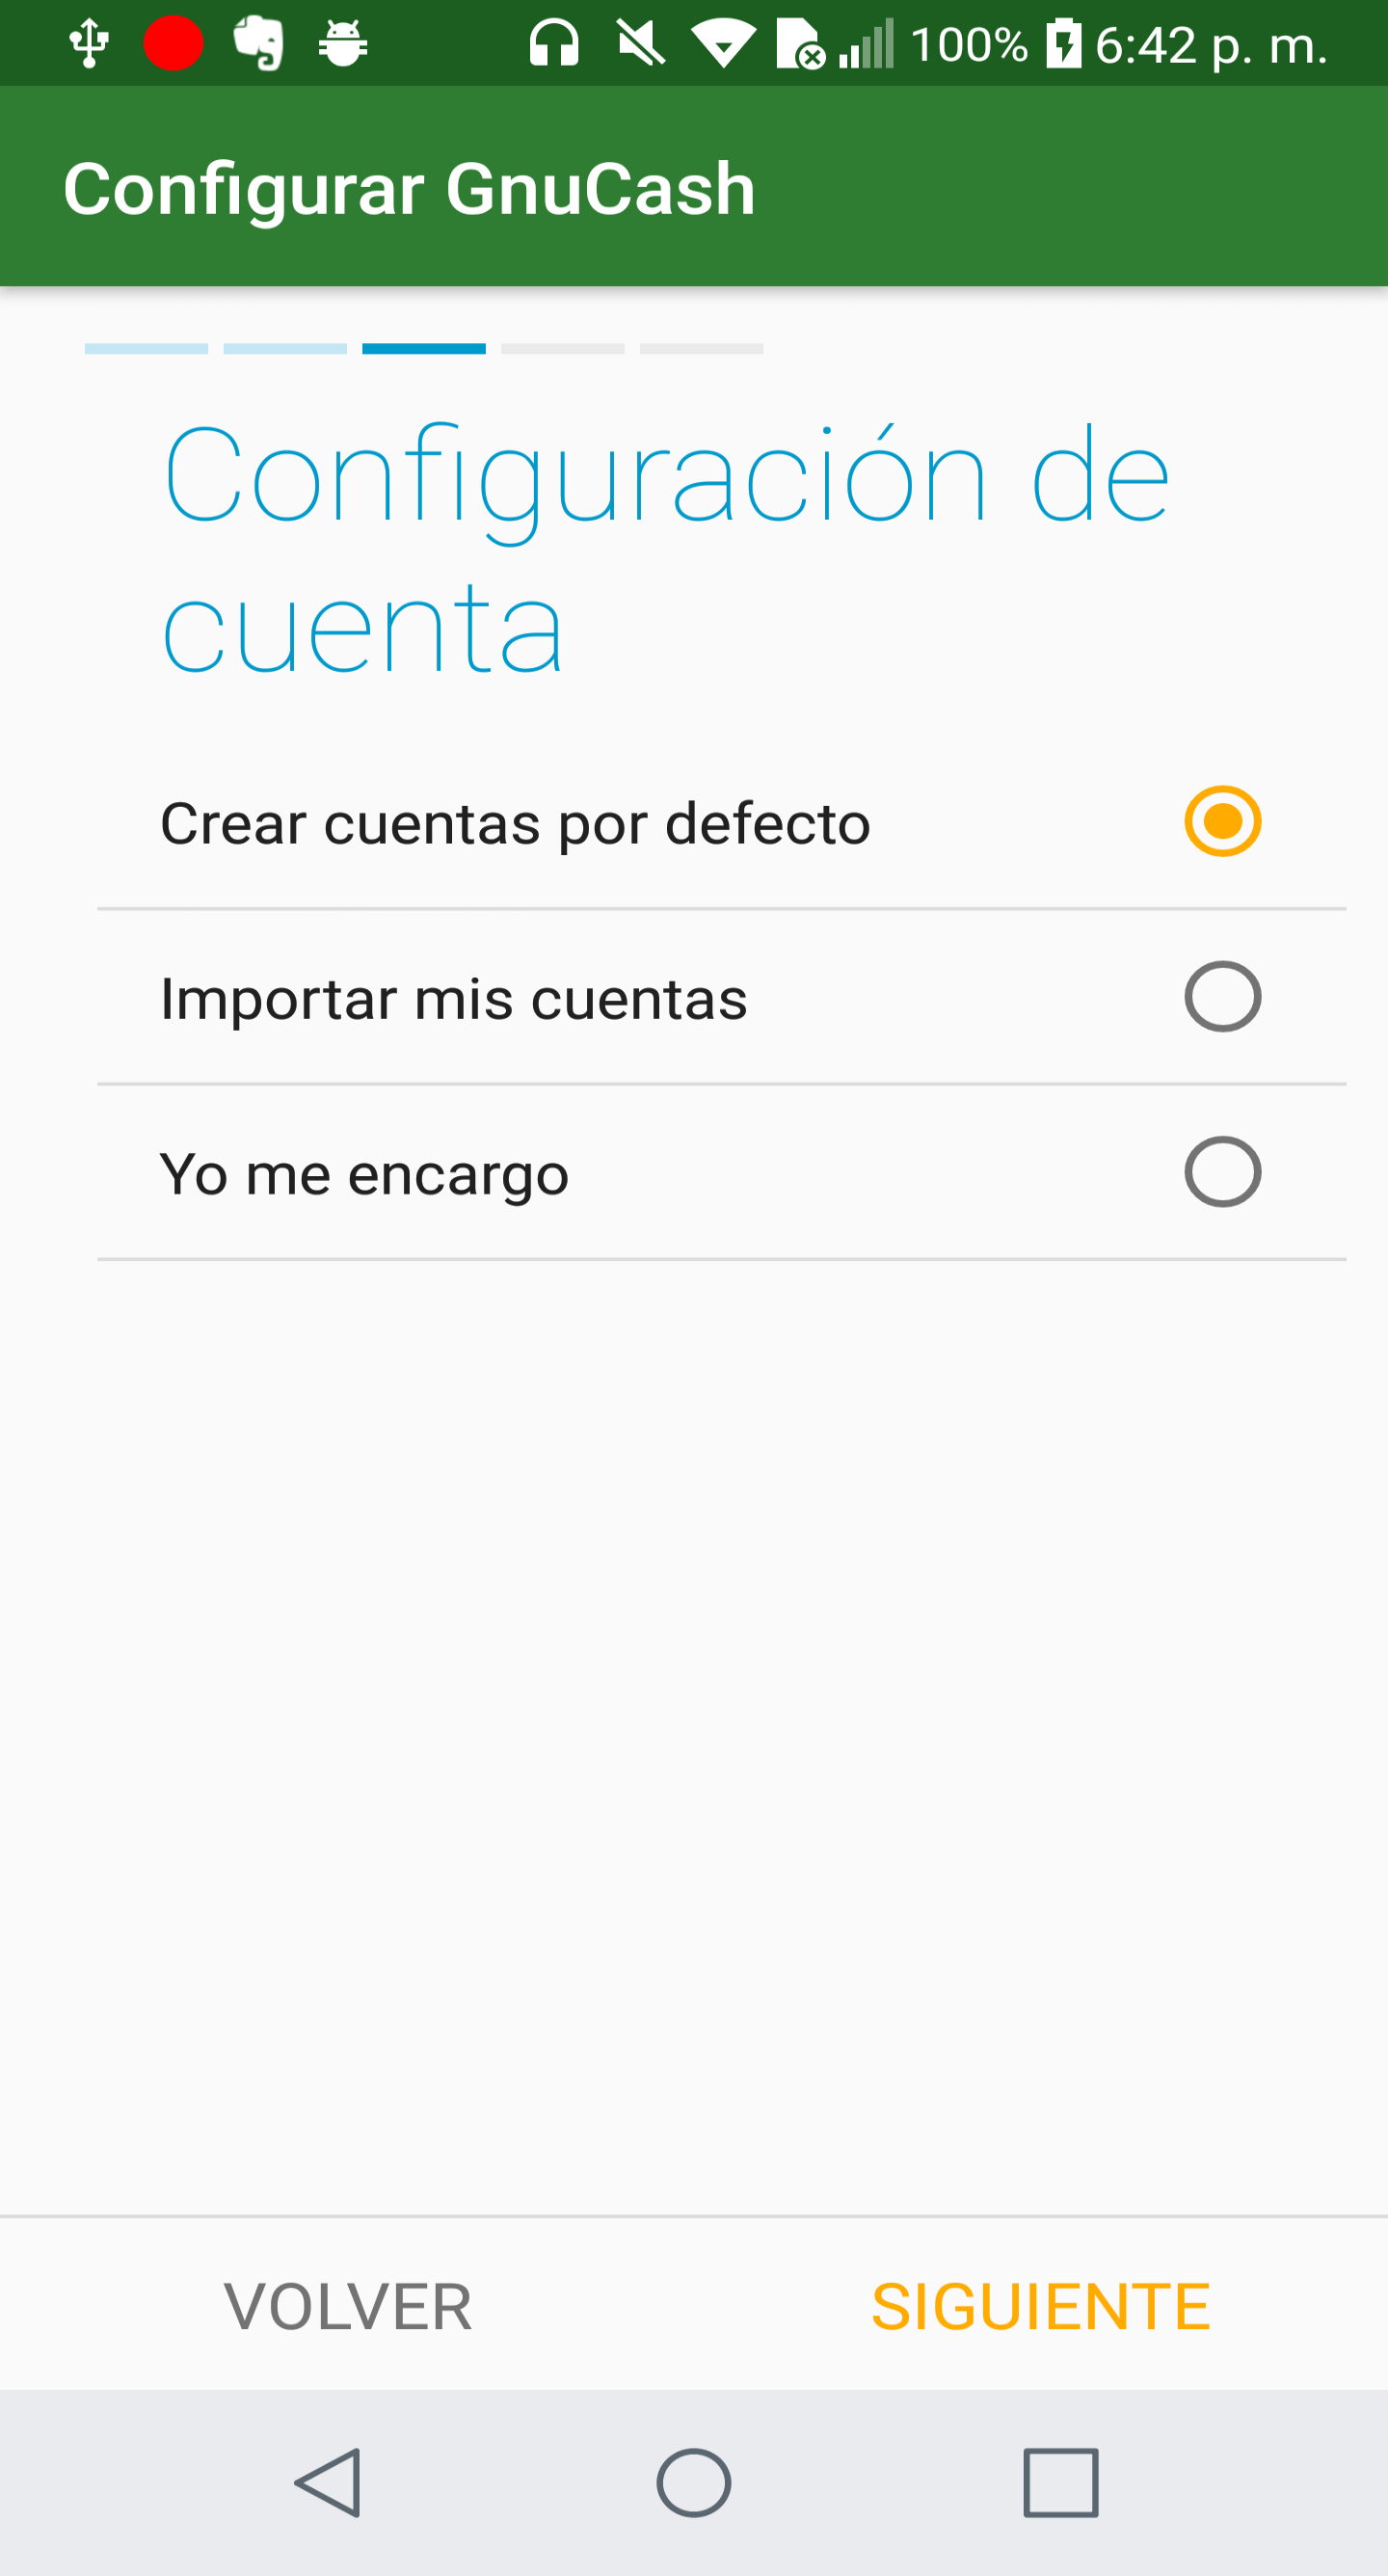 100% 6:42 p. m.
Configurar GnuCash
Configuración de
cuenta
Crear cuentas por defecto
Importar mis cuentas
Yo me encargo
VOLVER SIGUIENTE